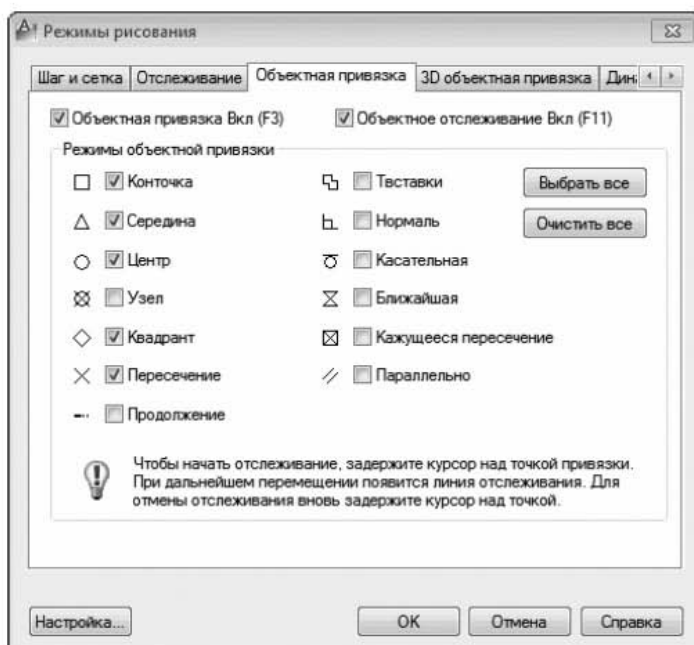 Режимы рисования
Шаг и сетка Отслеживание Объектная привязка 3D объектная привязка Дин
Объектная привязка Вкл (F3) Объектное отслеживание Вкл (F11)
Режимы объектной привязки
Конточка Твставки Выбрать все
Середина Нормаль Очистить все
Центр Касательная
Узел Ближайшая
Квадрант Кажущееся пересечение
Пересечение Параллельно
Продолжение
Чтобы начать отслеживание, задержите курсор над точкой привязки.
При дальнейшем перемещении появится линия отслеживания. Для
отмены отслеживания вновь задержите курсор над точкой.
Настройка... OK Отмена Справка